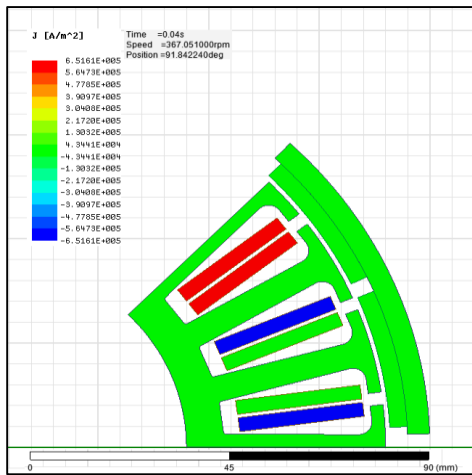 J [A/m^2]
6.5161E+005
5.6473E+005
4.7785E+005
3.9097E+005
3.0408E+005
2.1720E+005
1.3032E+005
4.3441E+004
-4.3441E+004
-1.3032E+005
-2.1720E+005
-3.0408E+005
-3.9097E+005
-4.7785E+005
-5.6473E+005
-6.5161E+005
Time =0.04s
Speed =367.051000rpm
Position =91.842240deg
0 45 90 (mm)